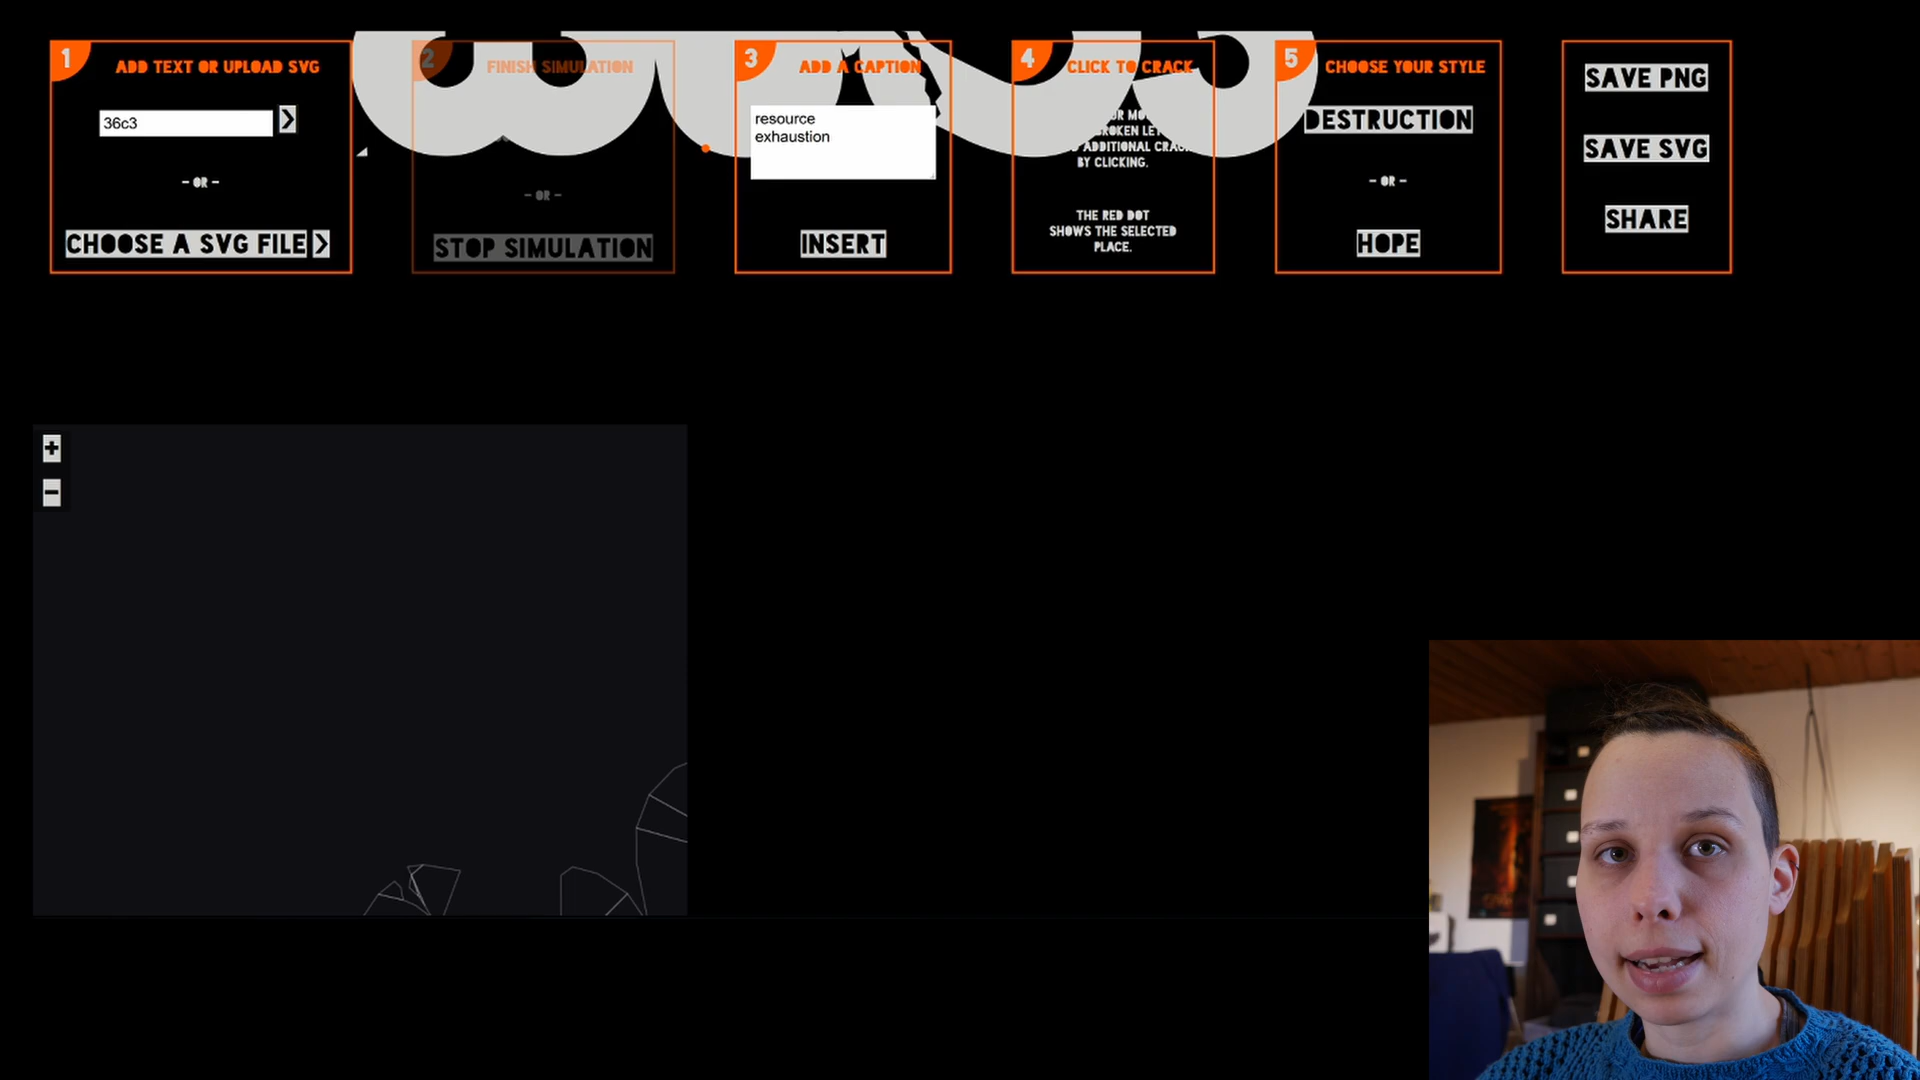 1
ADD TEXT OR UPLOAD SVG
36c3
- OR -
CHOOSE A SVG FILE
2
FINISH SIMULATION
- OR -
STOP SIMULATION
3
ADD A CAPTION
resource
exhaustion
INSERT
4
CLICK TO CRACK
ADDITIONAL
BY CLICKING.
THE RED DOT
SHOWS THE SELECTED
PLACE.
5
CHOOSE YOUR STYLE
DESTRUCTION
- OR -
HOPE
SAVE PNG
SAVE SVG
SHARE
+
-